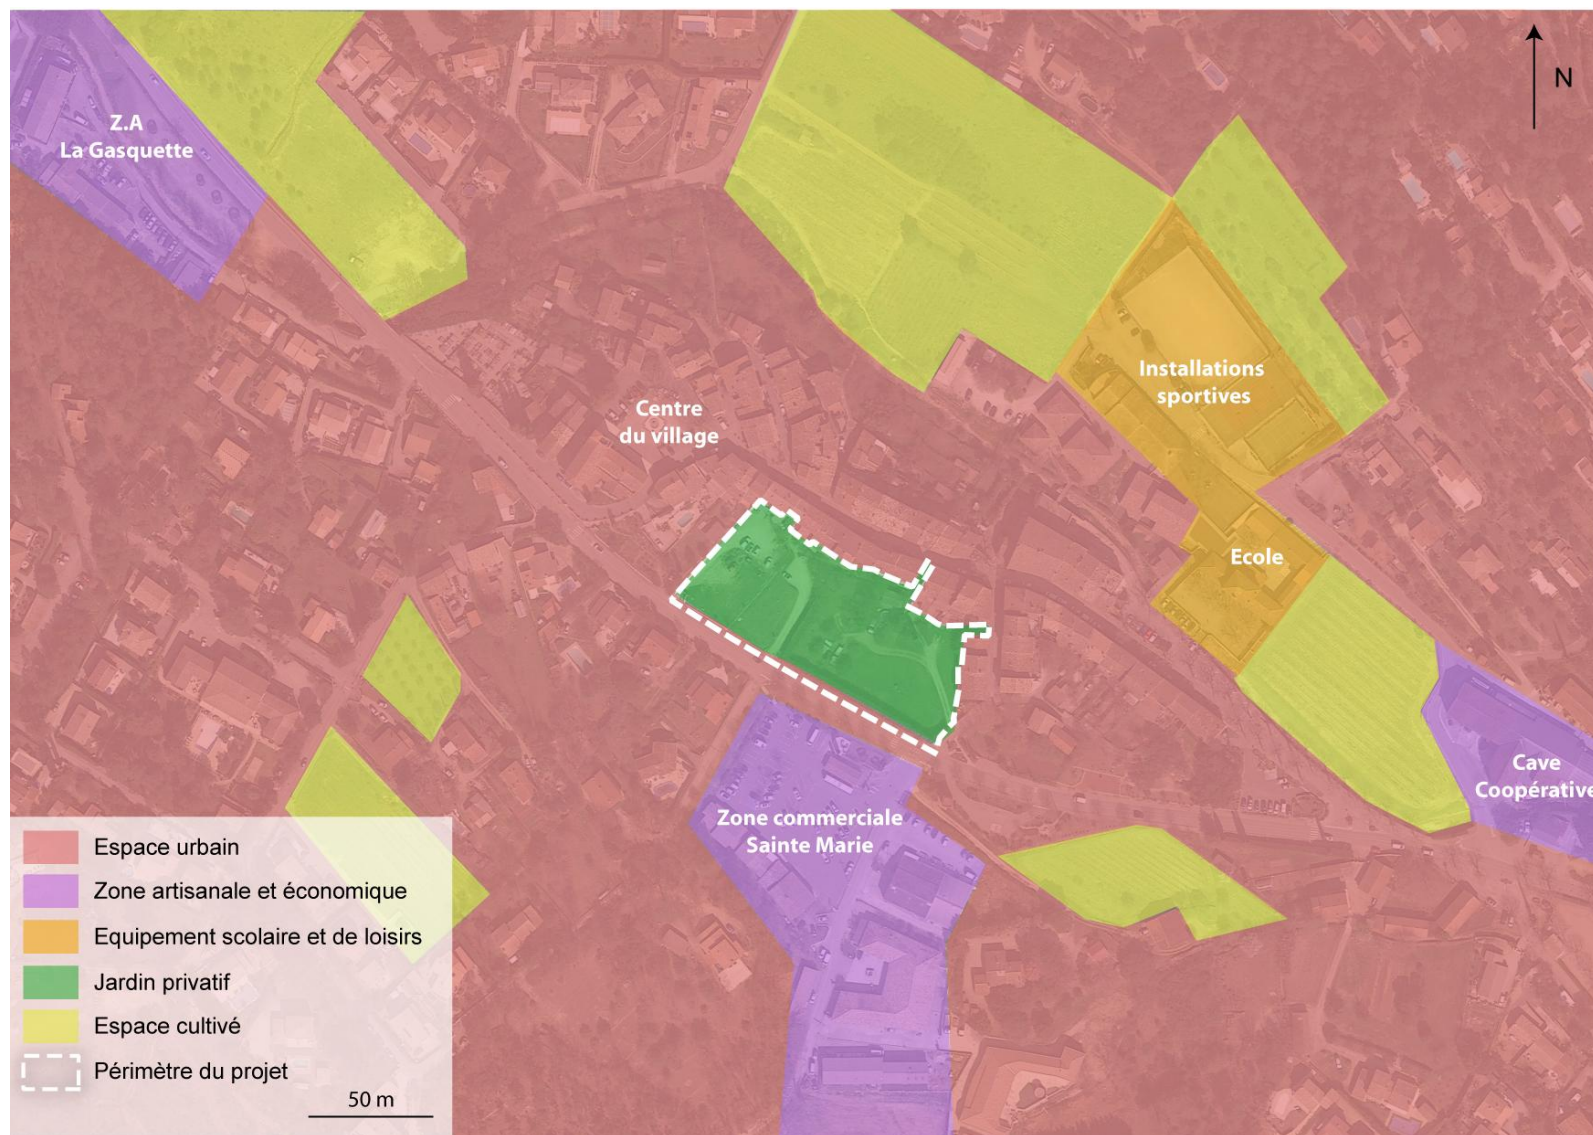 N
Z.A
La Gasquette
Installations
sportives
Centre
du village
Ecole
Cave
Coopérative
Zone commerciale
Sainte Marie
Espace urbain
Zone artisanale et économique
Equipement scolaire et de loisirs
Jardin privatif
Espace cultivé
Périmètre du projet
50 m